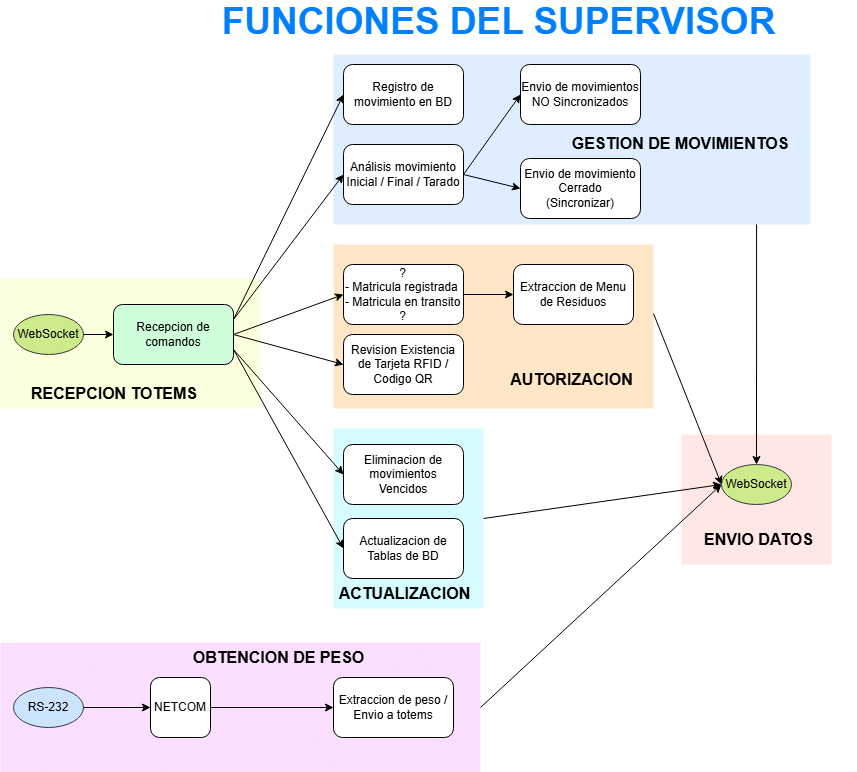 FUNCIONES DEL SUPERVISOR
Registro de
movimiento en BD
Envio de movimientos
NO Sincronizados
GESTION DE MOVIMIENTOS
Análisis movimiento
Inicial / Final / Tarado
Envio de movimiento
Cerrado
(Sincronizar)
?
- Matricula registrada
- Matricula en transito
?
Extraccion de Menu
de Residuos
Revision Existencia
de Tarjeta RFID /
Codigo QR
AUTORIZACION
WebSocket
Recepcion de
comandos
RECEPCION TOTEMS
Eliminacion de
movimientos
Vencidos
Actualizacion de
Tablas de BD
ACTUALIZACION
WebSocket
ENVIO DATOS
OBTENCION DE PESO
RS-232
NETCOM
Extraccion de peso /
Envio a totems